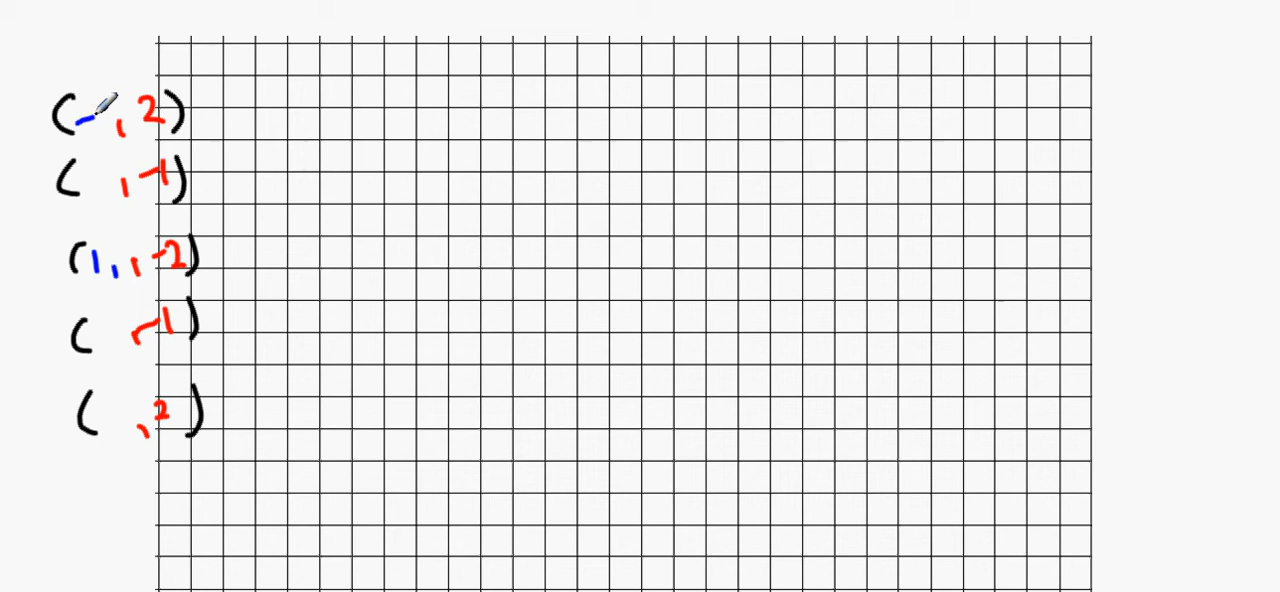 (- , 2)
( , -1)
(1, , -2)
( , -1)
( , 2)